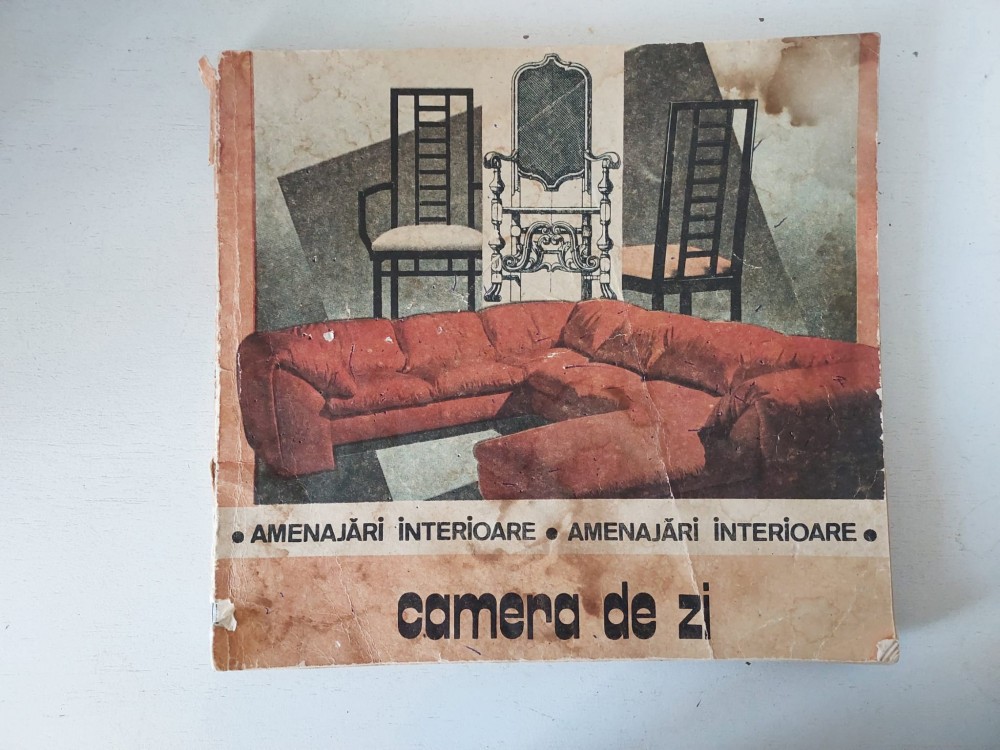 • AMENAJĂRI INTERIOARE • AMENAJĂRI INTERIOARE •
camera de zi